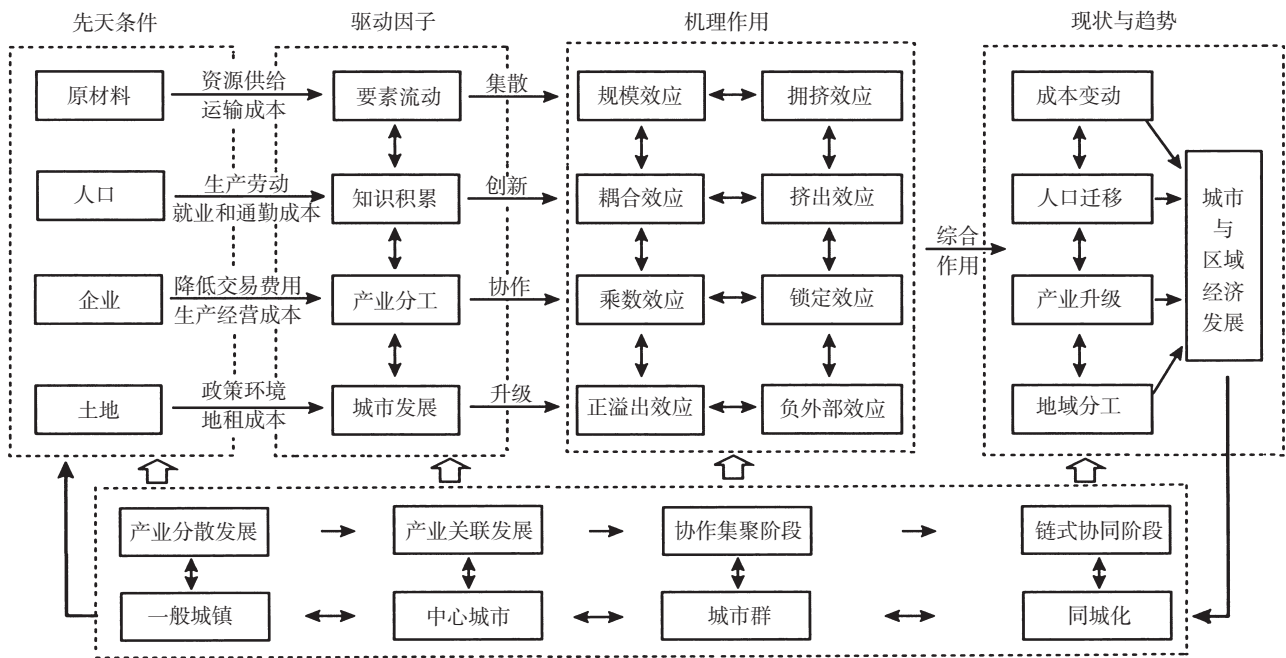 先天条件
驱动因子
机理作用
现状与趋势
原材料
资源供给
运输成本
要素流动
集散
规模效应
拥挤效应
成本变动
人口
生产劳动
就业和通勤成本
知识积累
创新
耦合效应
挤出效应
人口迁移
企业
降低交易费用
生产经营成本
产业分工
协作
乘数效应
锁定效应
产业升级
土地
政策环境
地租成本
城市发展
升级
正溢出效应
负外部效应
地域分工
综合
作用
城市
与
区域
经济
发展
产业分散发展
产业关联发展
协作集聚阶段
链式协同阶段
一般城镇
中心城市
城市群
同城化